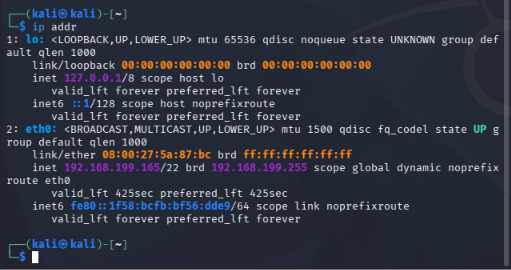 ┌──(kali㉿kali)-[~]
└─$ ip addr
1: lo: <LOOPBACK,UP,LOWER_UP> mtu 65536 qdisc noqueue state UNKNOWN group def
ault qlen 1000
    link/loopback 00:00:00:00:00:00 brd 00:00:00:00:00:00
    inet 127.0.0.1/8 scope host lo
       valid_lft forever preferred_lft forever
    inet6 ::1/128 scope host noprefixroute
       valid_lft forever preferred_lft forever
2: eth0: <BROADCAST,MULTICAST,UP,LOWER_UP> mtu 1500 qdisc fq_codel state UP g
roup default qlen 1000
    link/ether 08:00:27:5a:87:bc brd ff:ff:ff:ff:ff:ff
    inet 192.168.199.165/22 brd 192.168.199.255 scope global dynamic noprefix
route eth0
       valid_lft 425sec preferred_lft 425sec
    inet6 fe80::1f58:bcfb:bf56:dde9/64 scope link noprefixroute
       valid_lft forever preferred_lft forever
┌──(kali㉿kali)-[~]
└─$